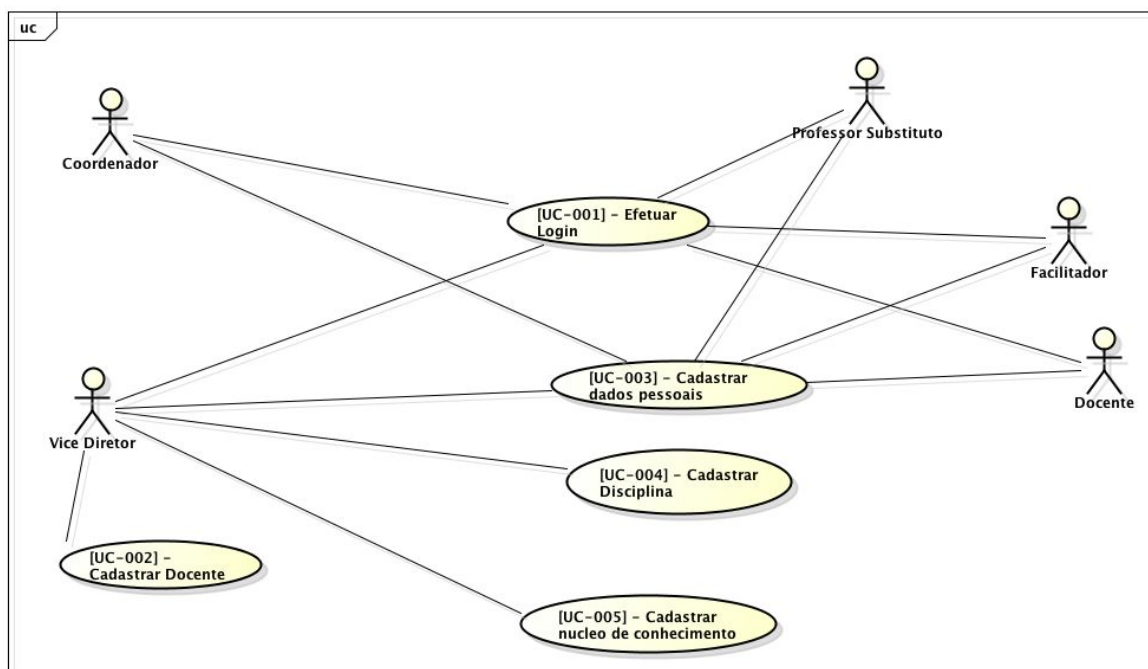 uc
Coordenador
Professor Substituto
[UC-001] - Efetuar
Login
Facilitador
[UC-003] - Cadastrar
dados pessoais
Docente
Vice Diretor
[UC-004] - Cadastrar
Disciplina
[UC-002] -
Cadastrar Docente
[UC-005] - Cadastrar
nucleo de conhecimento